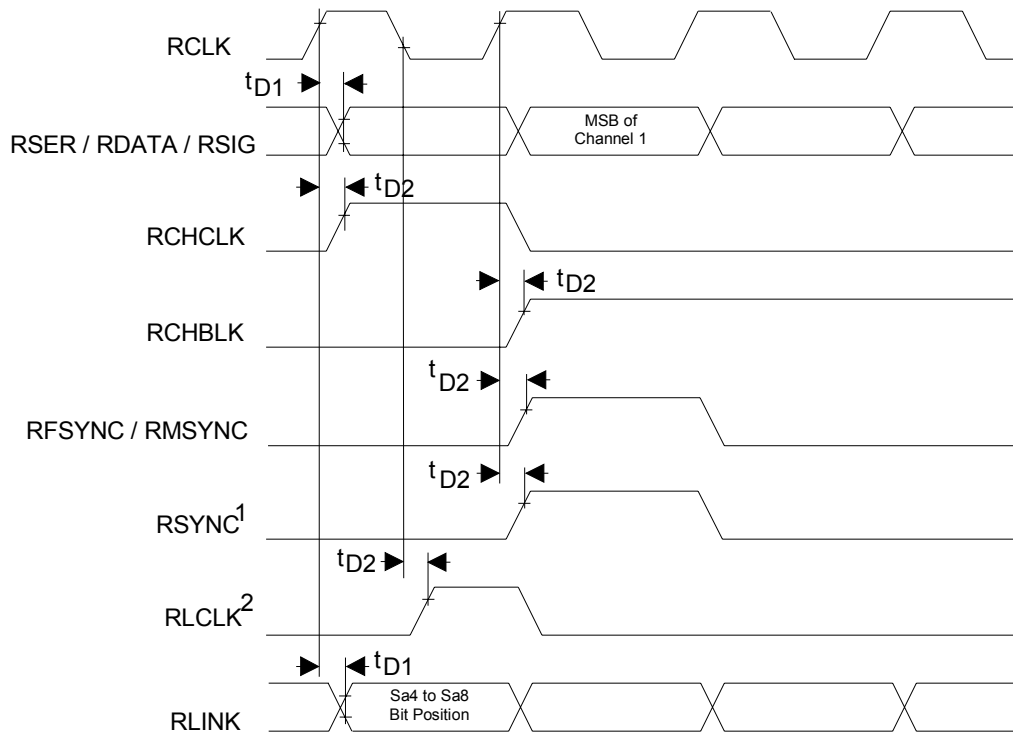 RCLK
tD1
RSER / RDATA / RSIG
MSB of
Channel 1
tD2
RCHCLK
tD2
RCHBLK
tD2
RFSYNC / RMSYNC
tD2
RSYNC1
tD2
RLCLK2
tD1
RLINK
Sa4 to Sa8
Bit Position